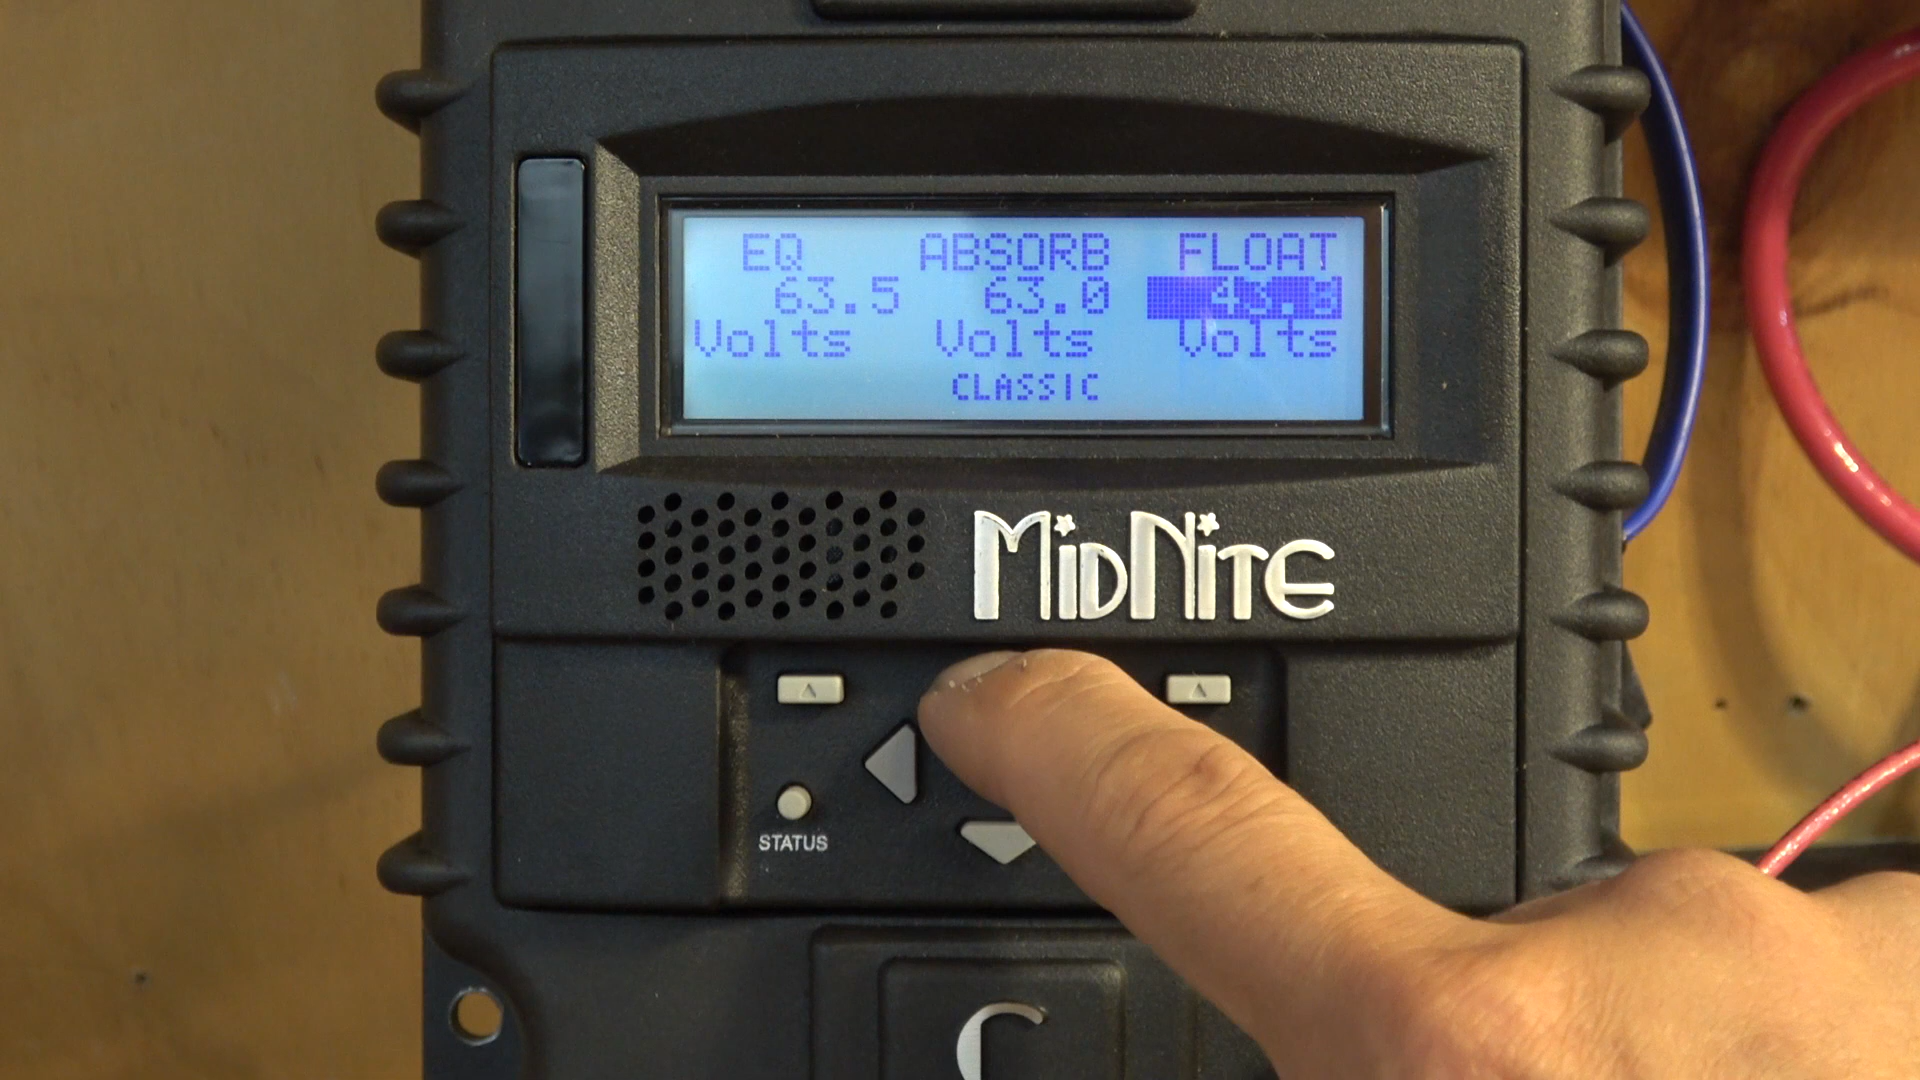 EQ ABSORB FLOAT
63.5 63.0
Volts Volts Volts
CLASSIC
MIDNITE
STATUS